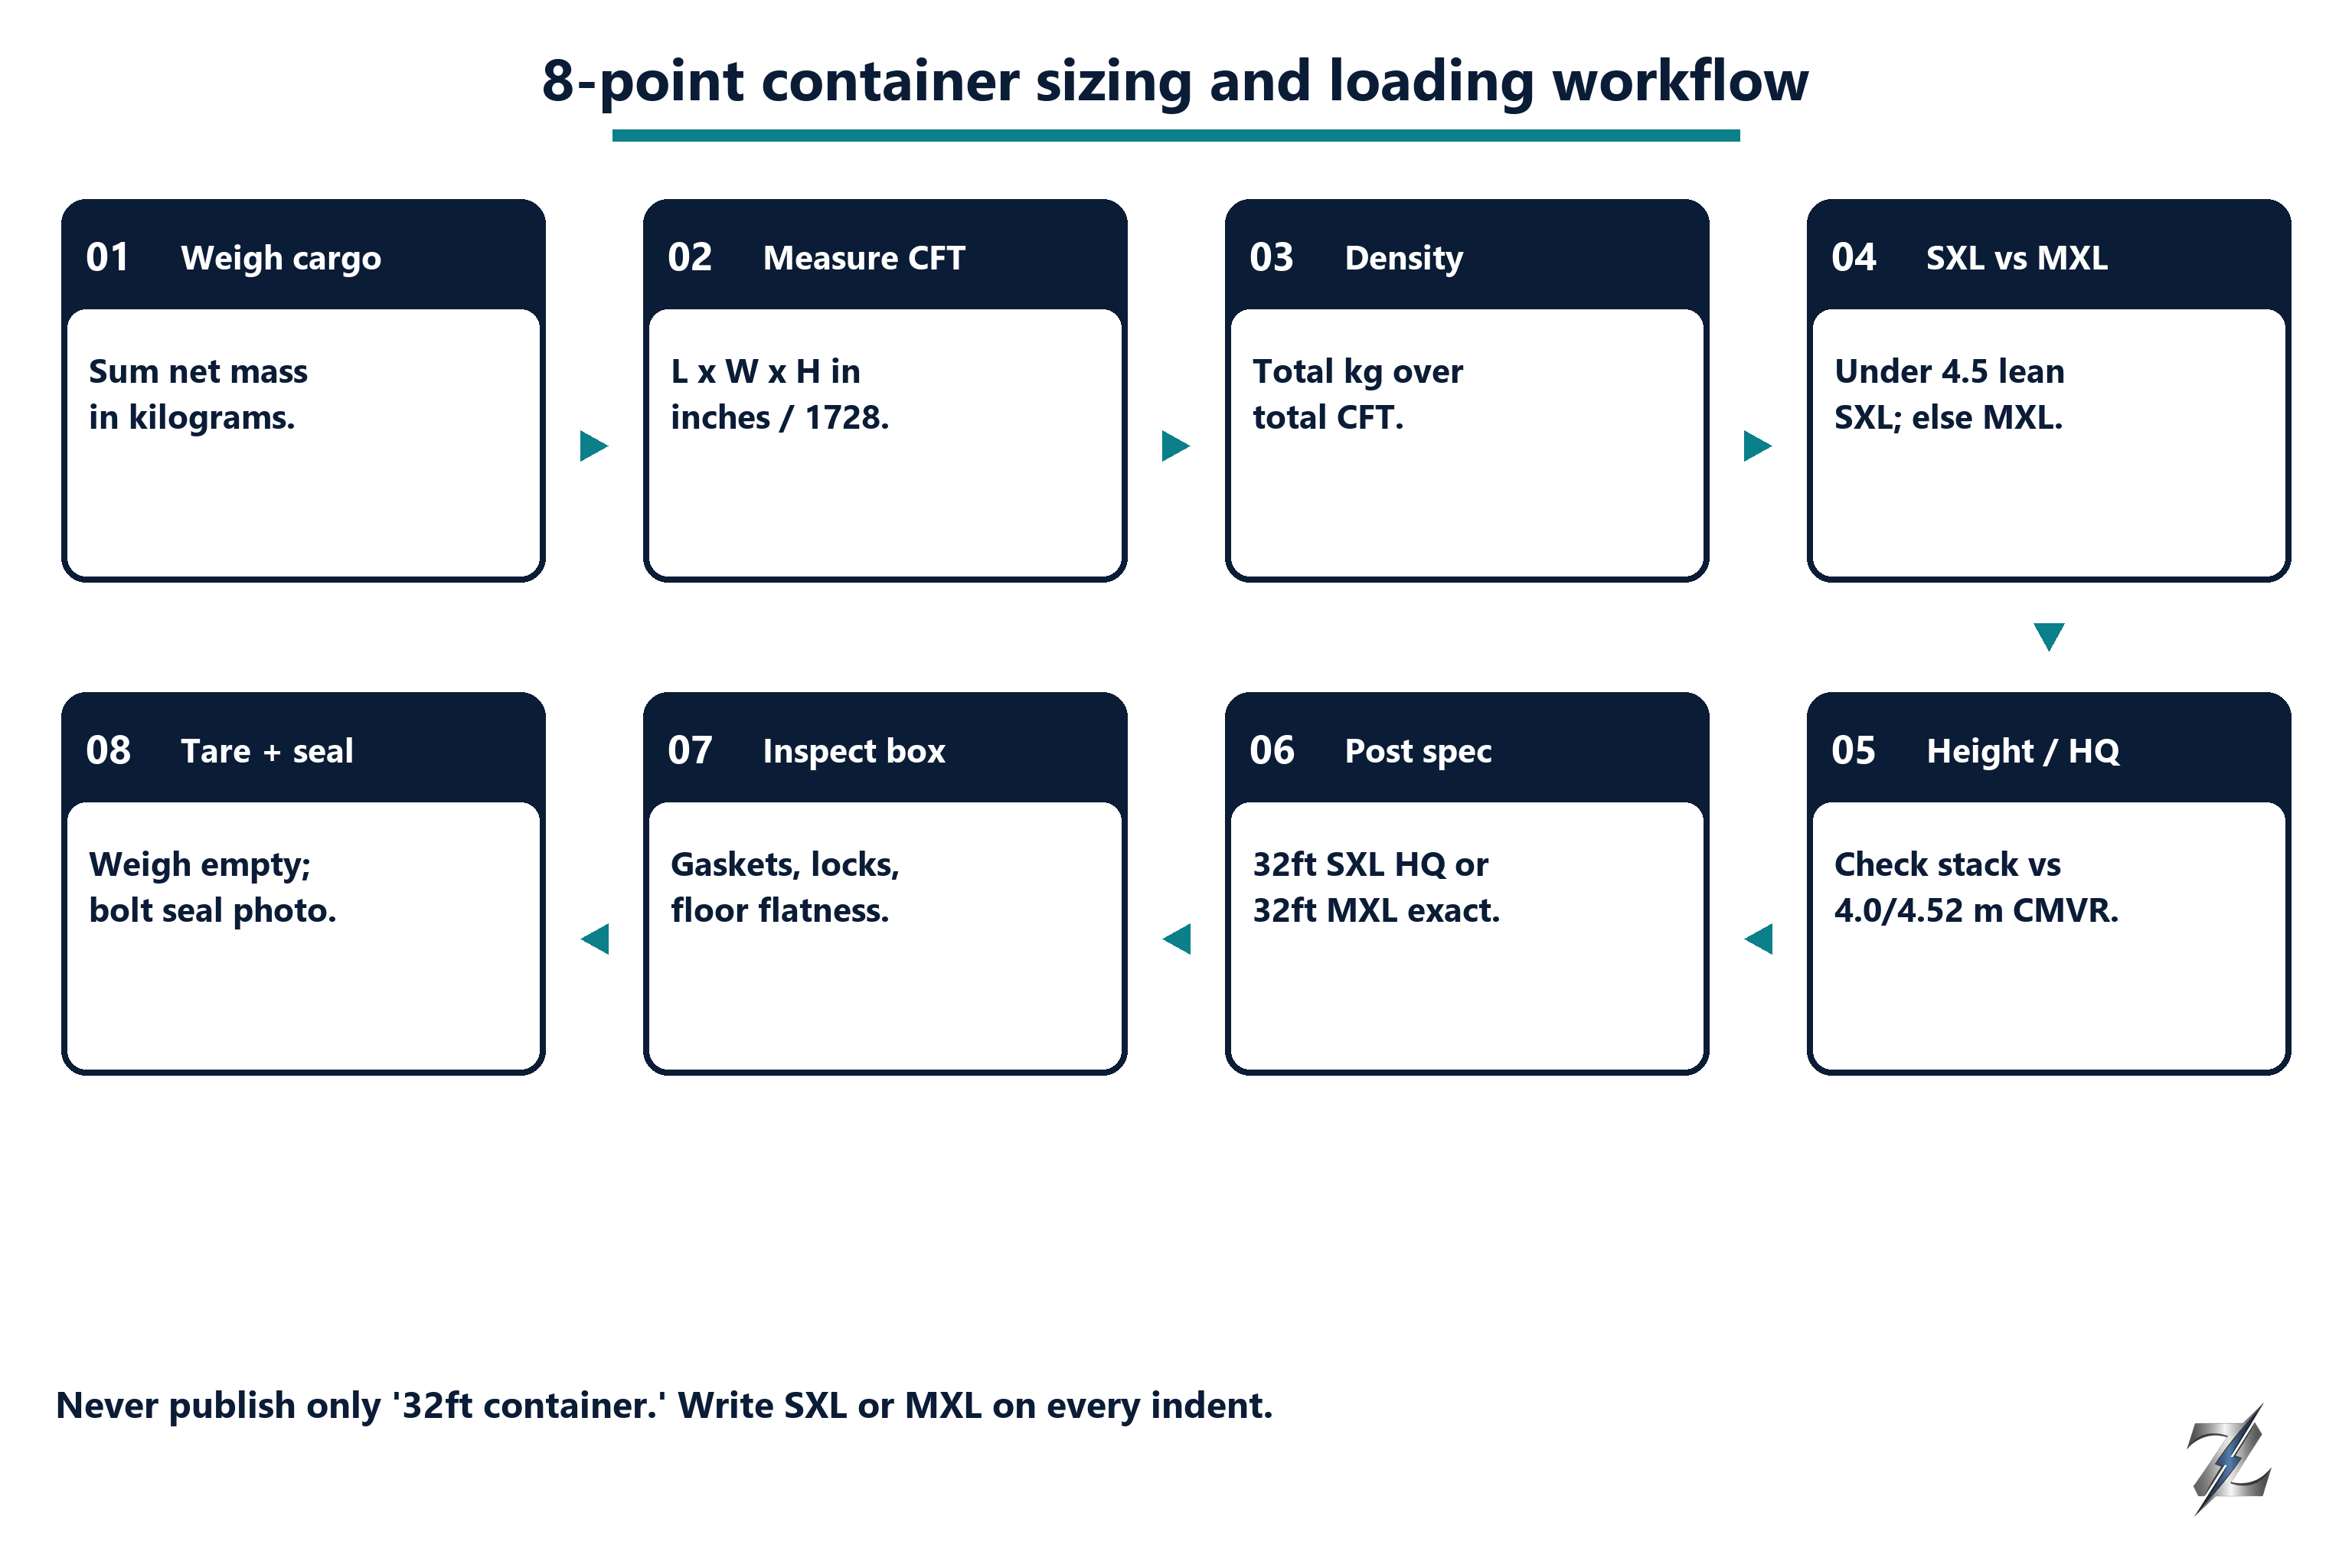 8-point container sizing and loading workflow
01 Weigh cargo
Sum net mass
in kilograms.
02 Measure CFT
L x W x H in
inches / 1728.
03 Density
Total kg over
total CFT.
04 SXL vs MXL
Under 4.5 lean
SXL; else MXL.
05 Height / HQ
Check stack vs
4.0/4.52 m CMVR.
06 Post spec
32ft SXL HQ or
32ft MXL exact.
07 Inspect box
Gaskets, locks,
floor flatness.
08 Tare + seal
Weigh empty;
bolt seal photo.
Never publish only '32ft container.' Write SXL or MXL on every indent.
Z